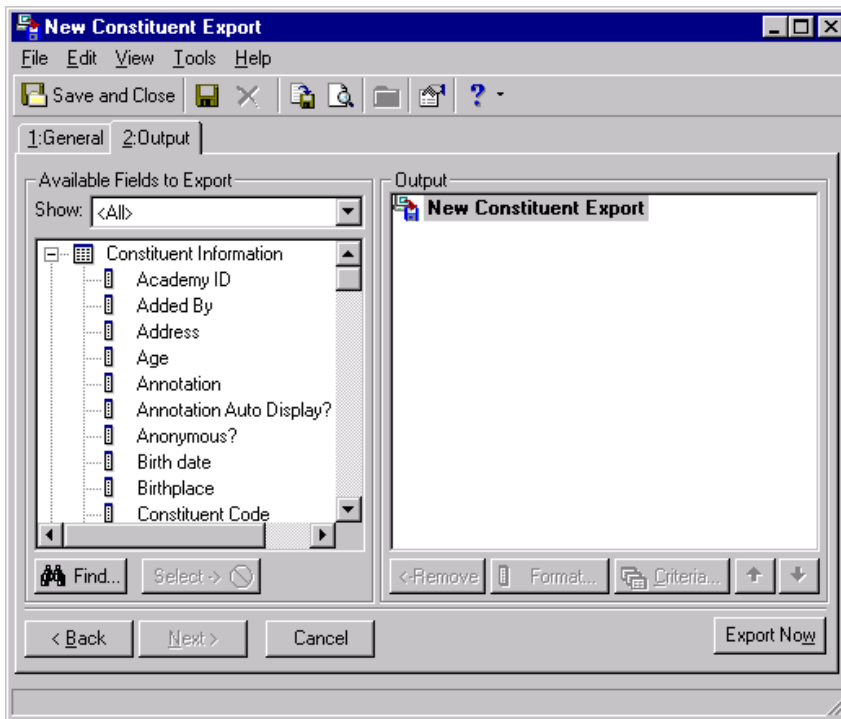 New Constituent Export
File Edit View Tools Help
Save and Close ?
1:General 2:Output
Available Fields to Export
Show: <All>
Constituent Information
Academy ID
Added By
Address
Age
Annotation
Annotation Auto Display?
Anonymous?
Birth date
Birthplace
Constituent Code
Find... Select ->
Output
New Constituent Export
<-Remove Format... Criteria...
< Back Next > Cancel Export Now